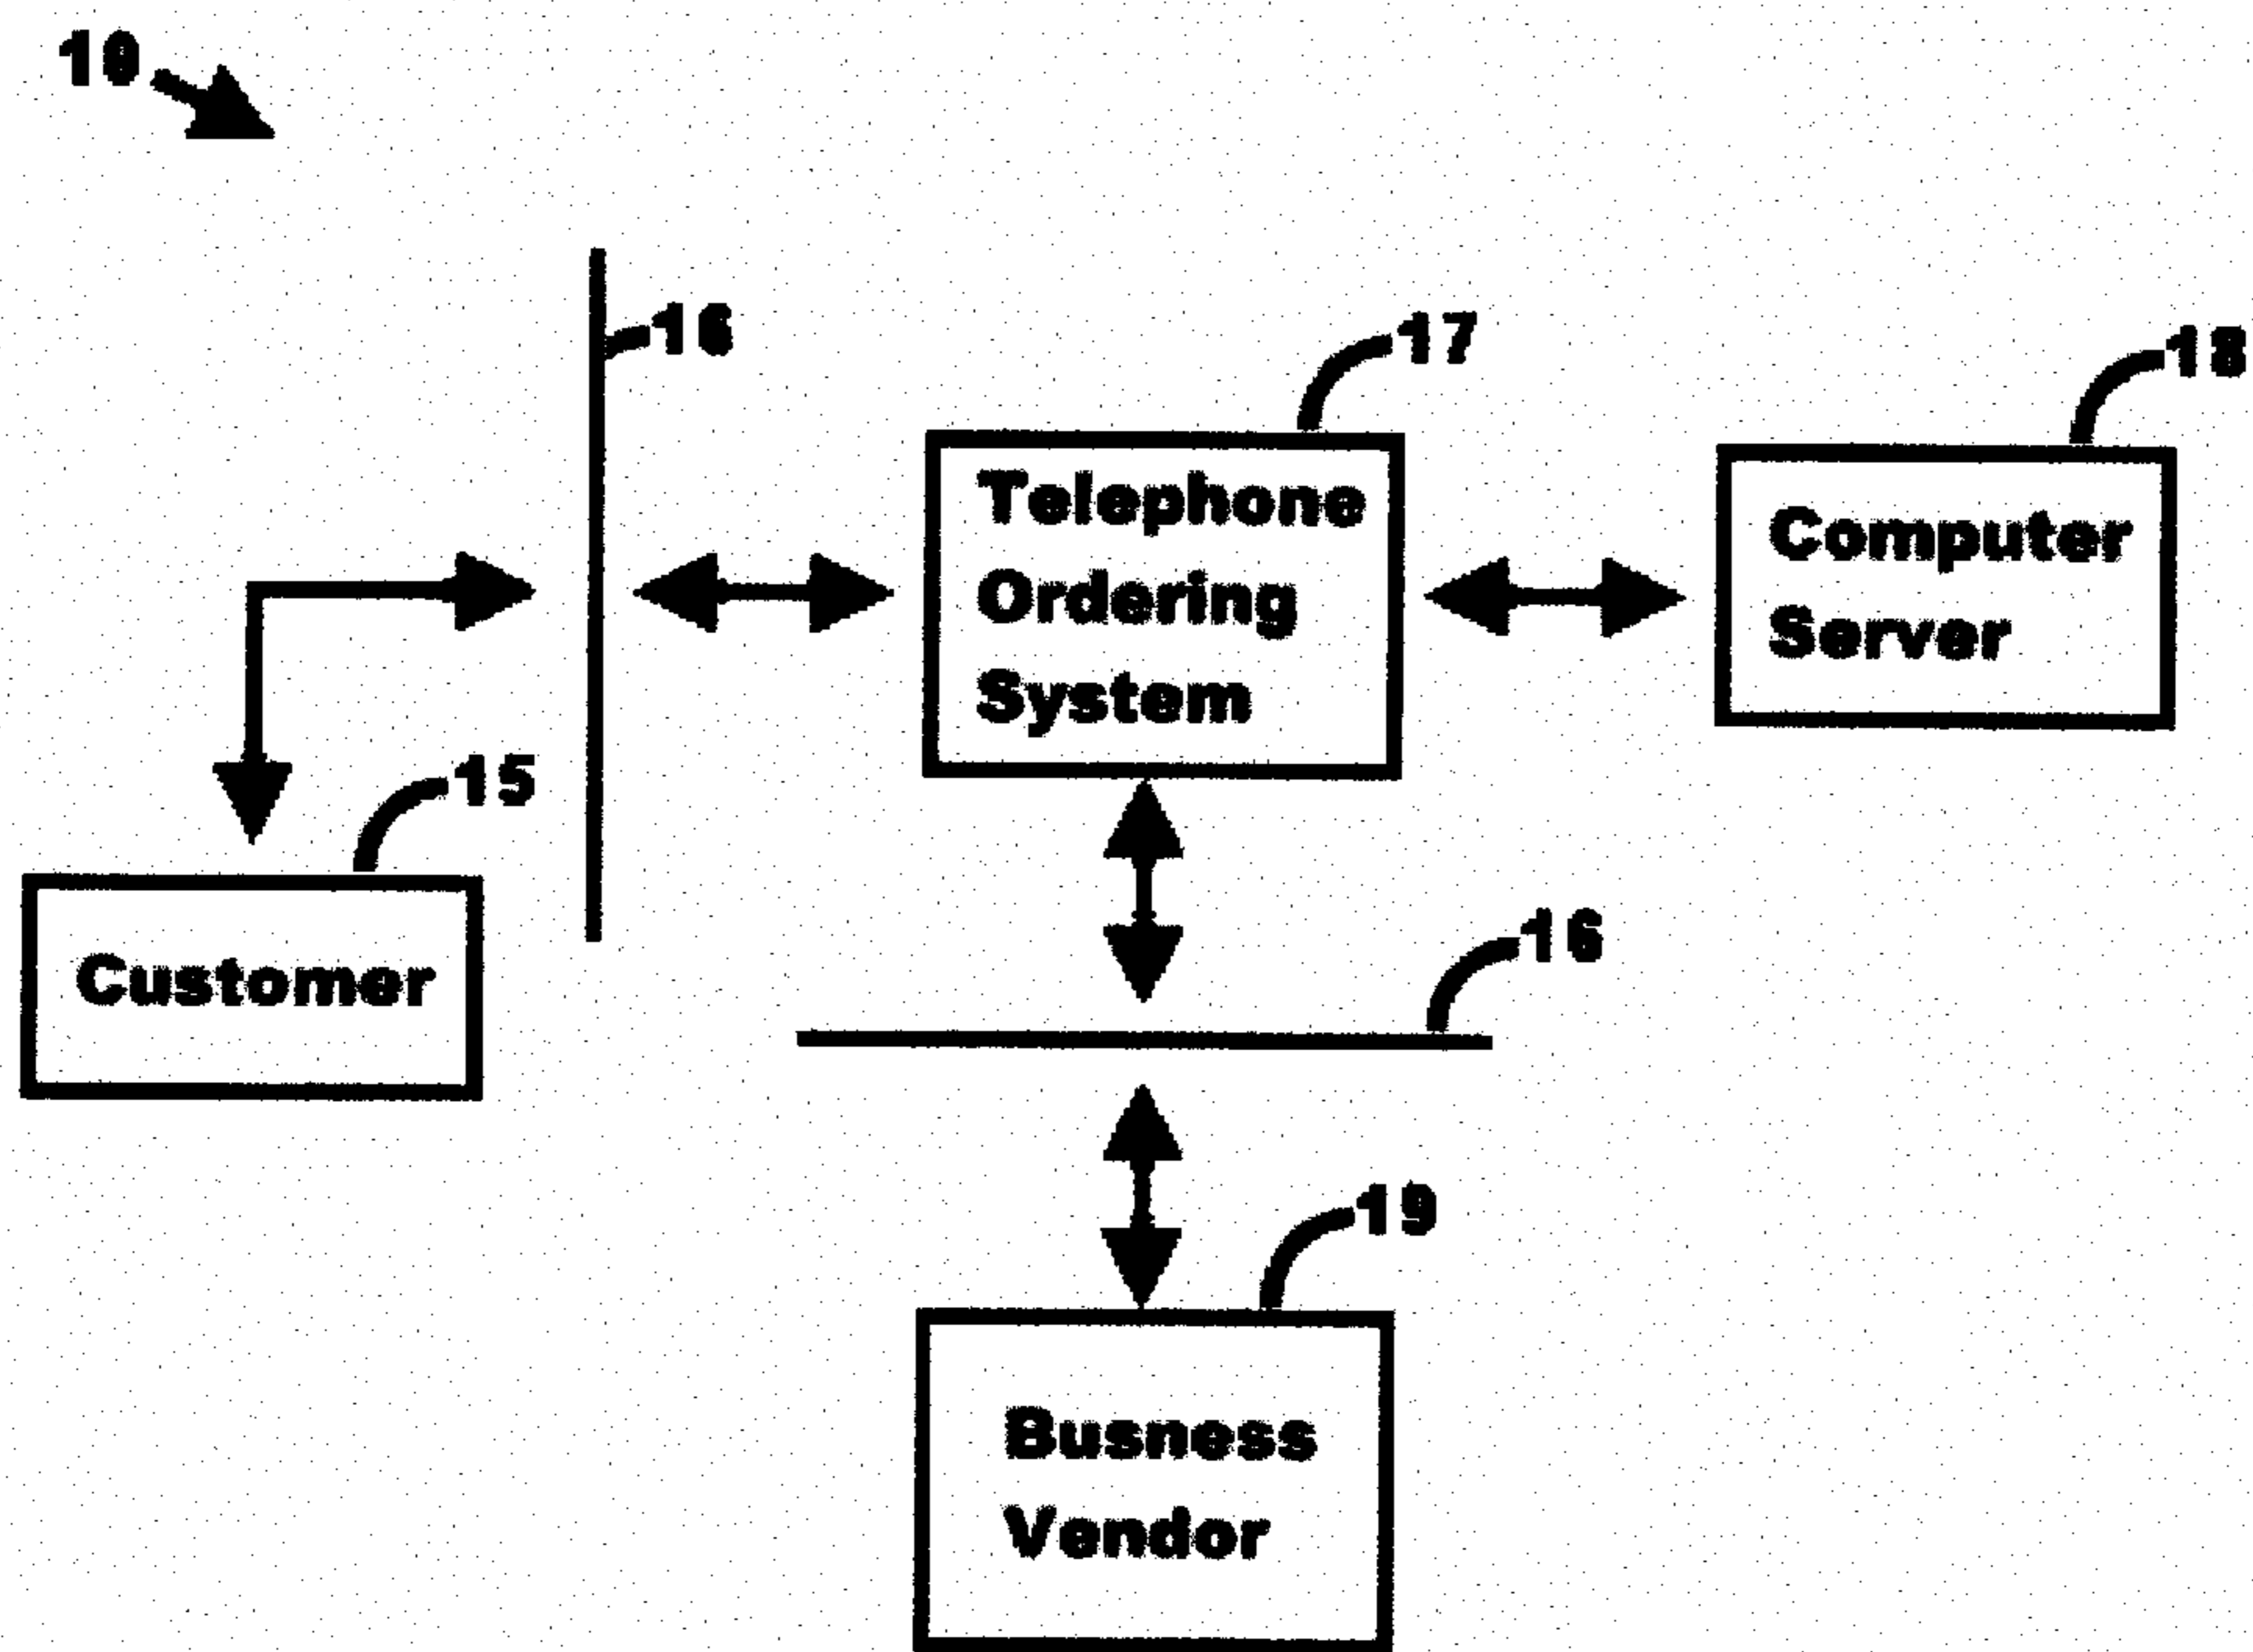 10
16
17
18
Telephone
Ordering
System
Computer
Server
15
Customer
16
19
Busness
Vendor